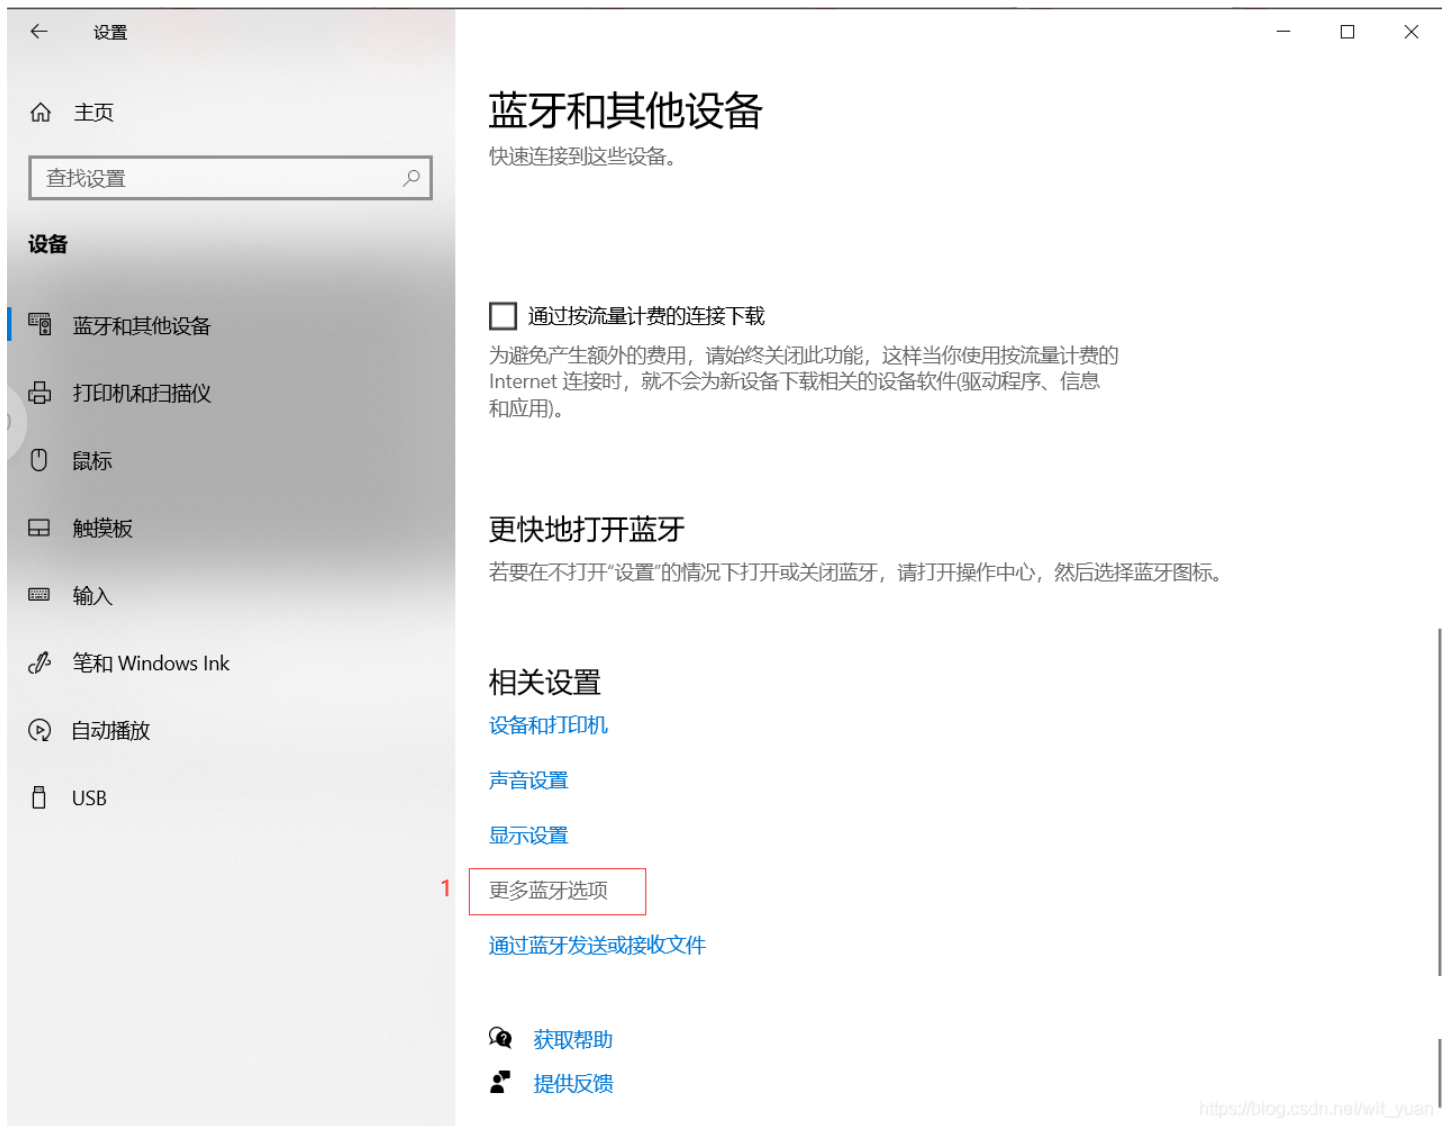 设置
主页
查找设置
设备
蓝牙和其他设备
打印机和扫描仪
鼠标
触摸板
输入
笔和 Windows Ink
自动播放
USB
蓝牙和其他设备
快速连接到这些设备。
通过按流量计费的连接下载
为避免产生额外的费用，请始终关闭此功能，这样当你使用按流量计费的
Internet 连接时，就不会为新设备下载相关的设备软件(驱动程序、信息
和应用)。
更快地打开蓝牙
若要在不打开“设置”的情况下打开或关闭蓝牙，请打开操作中心，然后选择蓝牙图标。
相关设置
设备和打印机
声音设置
显示设置
1 更多蓝牙选项
通过蓝牙发送或接收文件
获取帮助
提供反馈
https://blog.csdn.net/wit_yuan